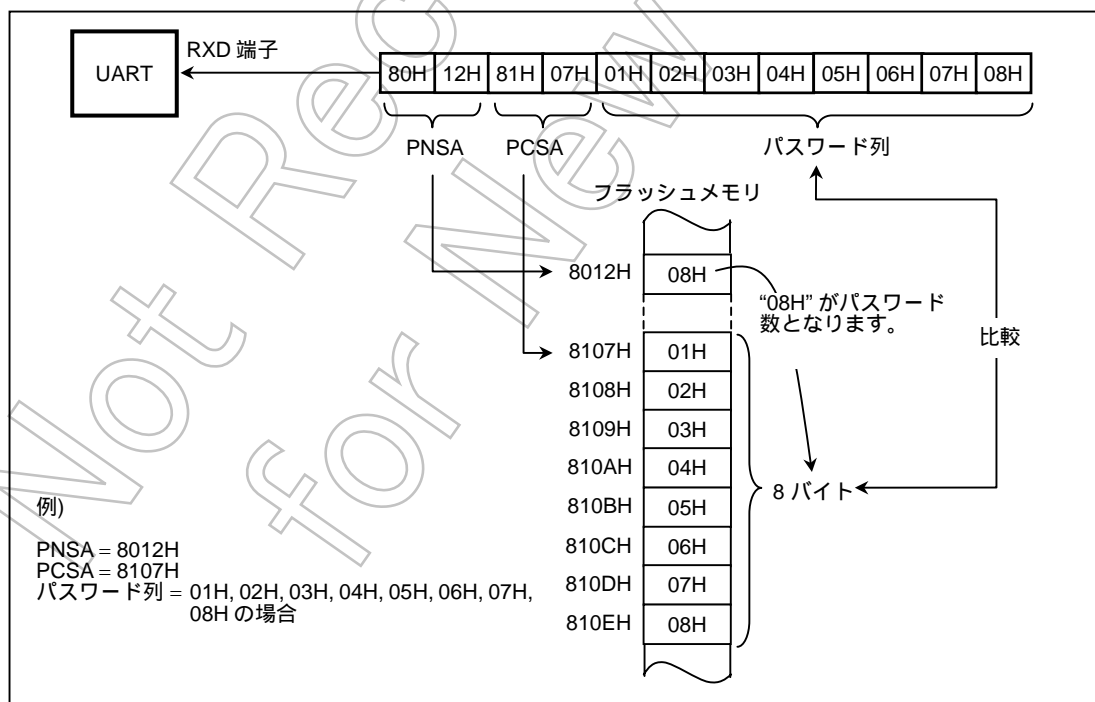 UART
RXD 端子
80H 12H 81H 07H 01H 02H 03H 04H 05H 06H 07H 08H
PNSA
PCSA
パスワード列
フラッシュメモリ
8012H 08H
“08H” がパスワード
数となります。
比較
8107H 01H
8108H 02H
8109H 03H
810AH 04H
810BH 05H
810CH 06H
810DH 07H
810EH 08H
8 バイト
例)
PNSA = 8012H
PCSA = 8107H
パスワード列 = 01H, 02H, 03H, 04H, 05H, 06H, 07H,
08H の場合
Not Rec
for New